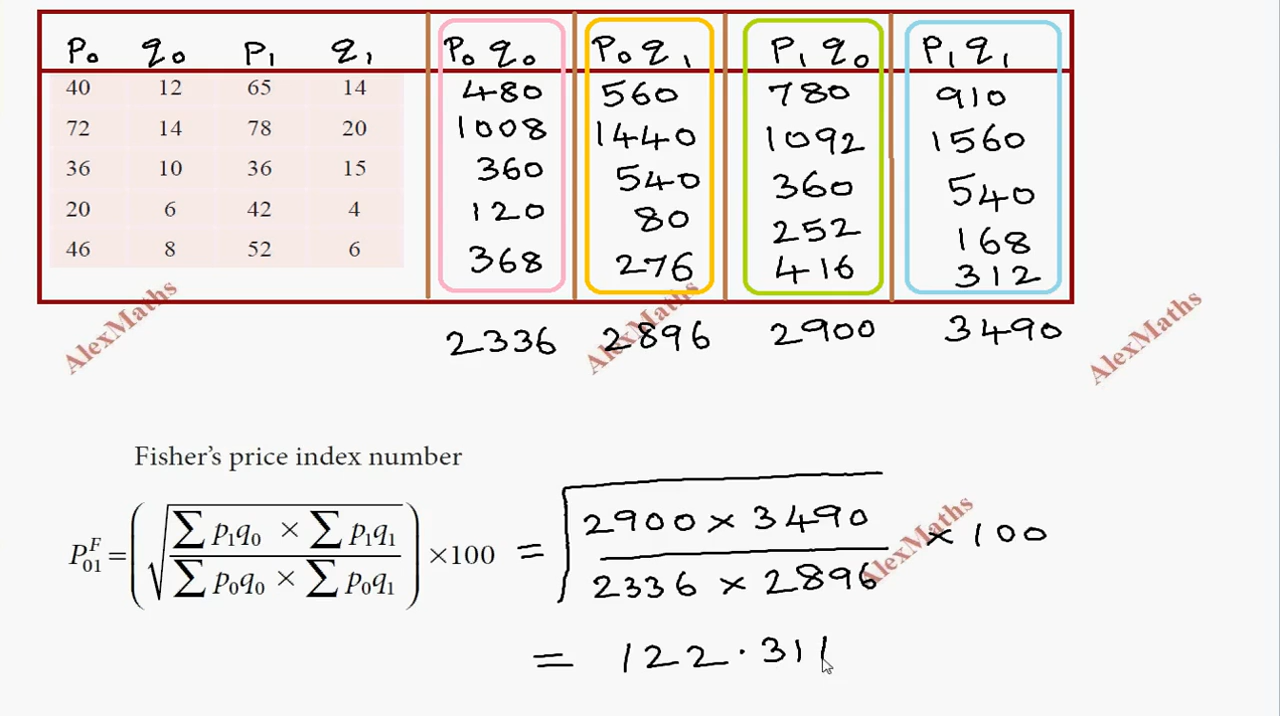 P₀ q₀ P₁ q₁ P₀q₀ P₀q₁ P₁q₀ P₁q₁
40 12 65 14 480 560 780 910
72 14 78 20 1008 1440 1092 1560
36 10 36 15 360 540 360 540
20 6 42 4 120 80 252 168
46 8 52 6 368 276 416 312
AlexMaths AlexMaths AlexMaths
2336 2896 2900 3490
Fisher's price index number
P₀₁ᶠ = (√(∑p₁q₀ × ∑p₁q₁ / ∑p₀q₀ × ∑p₀q₁)) ×100 = √(2900 × 3490 / 2336 × 2896) × 100
AlexMaths
= 122.311